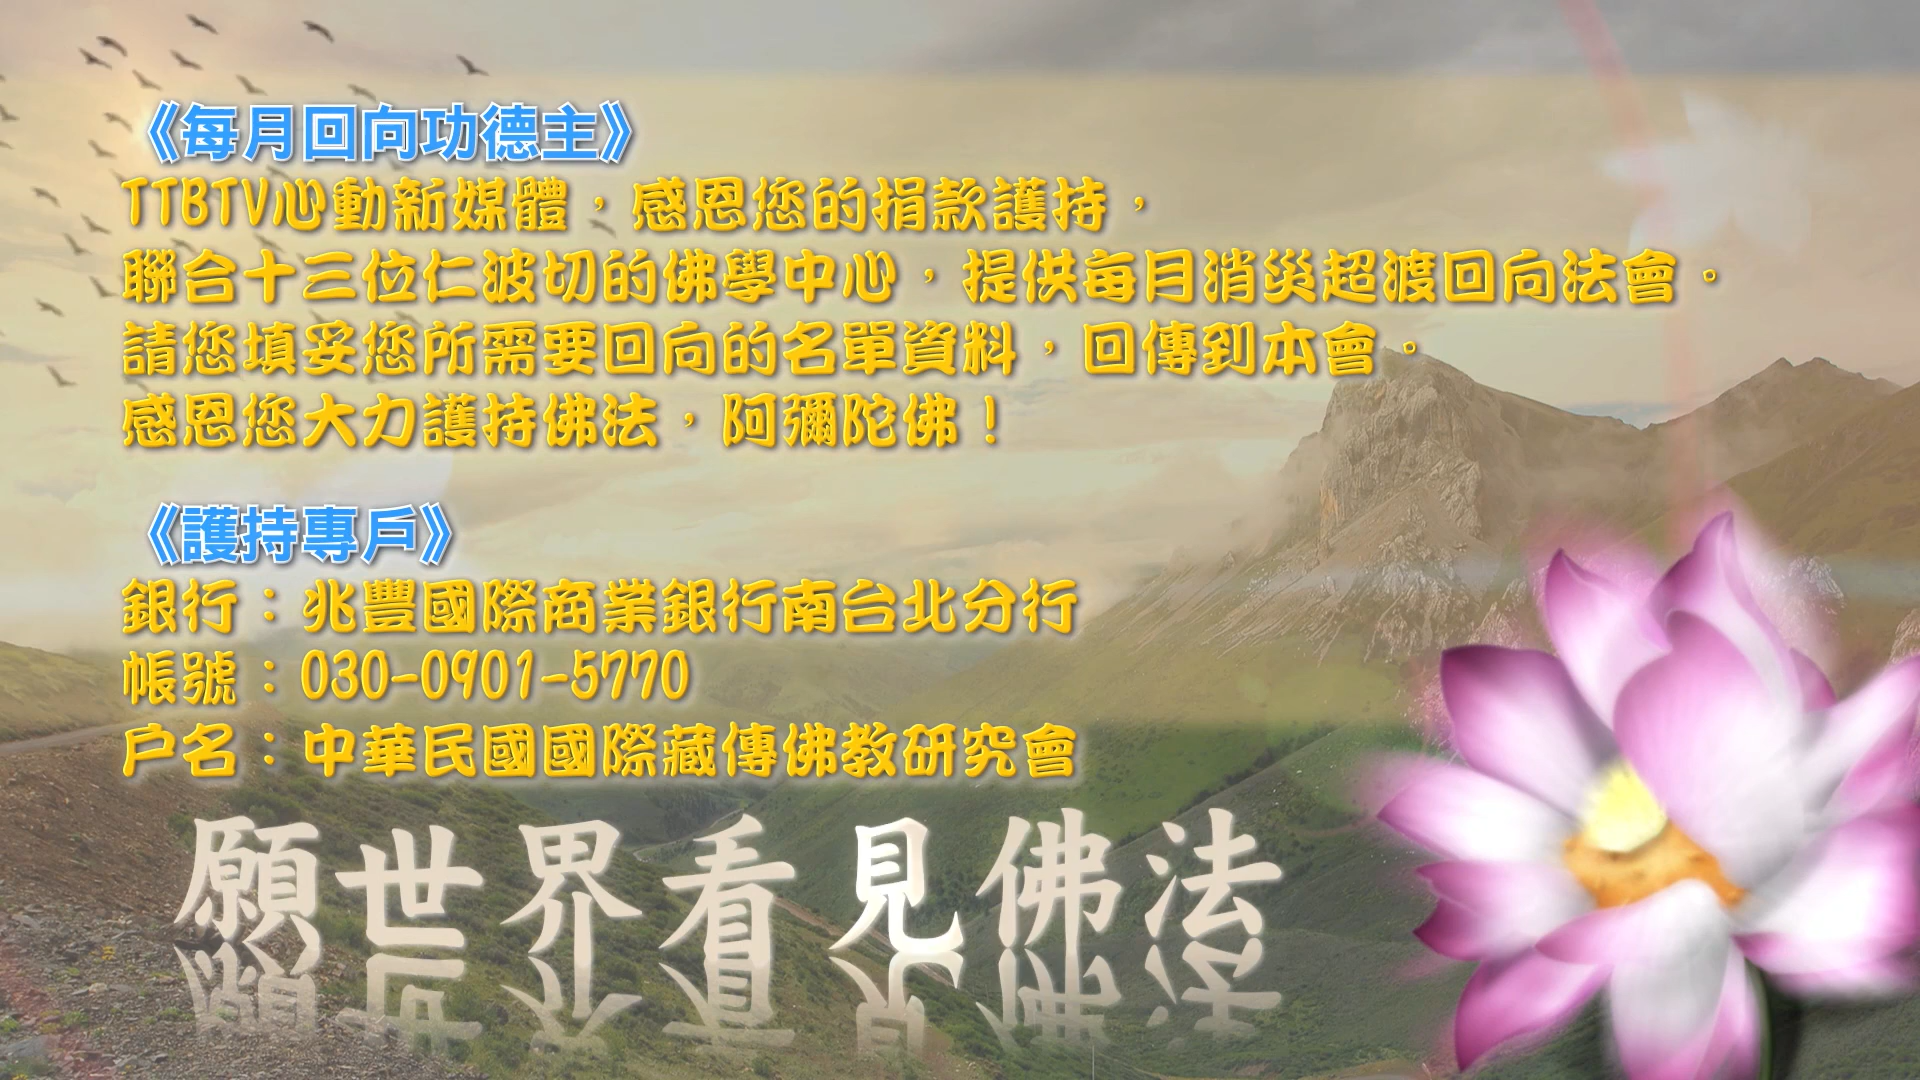 《每月回向功德主》
TTBTV心動新媒體，感恩您的捐款護持，
聯合十三位仁波切的佛學中心，提供每月消災超渡回向法會。
請您填妥您所需要回向的名單資料，回傳到本會。
感恩您大力護持佛法，阿彌陀佛！
《護持專戶》
銀行：兆豐國際商業銀行南台北分行
帳號：030-0901-5770
戶名：中華民國國際藏傳佛教研究會
願世界看見佛法